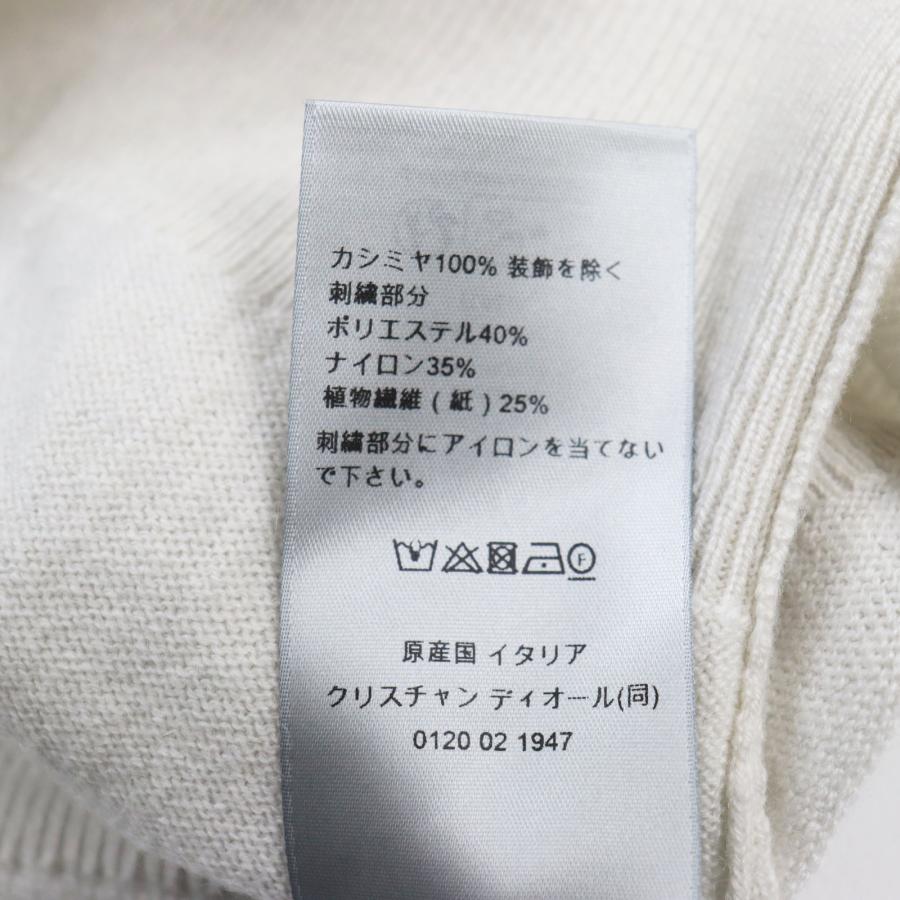 カシミヤ100% 装飾を除く
刺繍部分
ポリエステル40%
ナイロン35%
植物繊維(紙)25%
刺繍部分にアイロンを当てない
で下さい。
F
原産国 イタリア
クリスチャン ディオール(同)
0120 02 1947